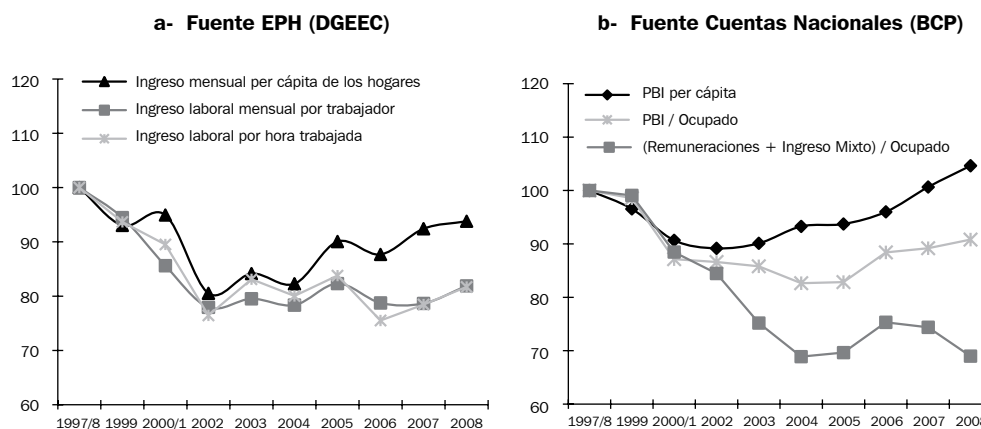 a- Fuente EPH (DGEEC)
120
110
100
90
80
70
60
Ingreso mensual per cápita de los hogares
Ingreso laboral mensual por trabajador
Ingreso laboral por hora trabajada
1997/8 1999 2000/1 2002 2003 2004 2005 2006 2007 2008
b- Fuente Cuentas Nacionales (BCP)
120
110
100
90
80
70
60
PBI per cápita
PBI / Ocupado
(Remuneraciones + Ingreso Mixto) / Ocupado
1997/8 1999 2000/1 2002 2003 2004 2005 2006 2007 2008